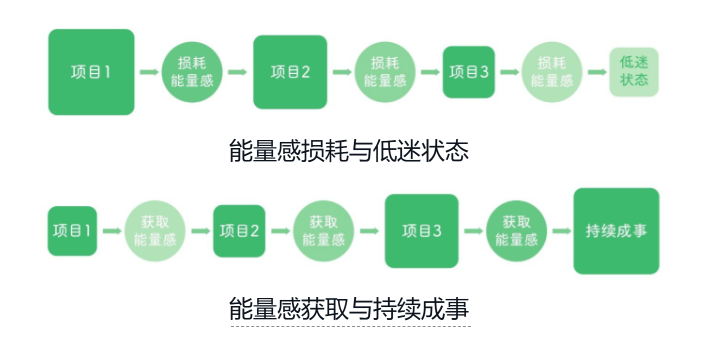 项目1
损耗
能量感
项目2
损耗
能量感
项目3
损耗
能量感
低迷
状态
能量感损耗与低迷状态
项目1
获取
能量感
项目2
获取
能量感
项目3
获取
能量感
持续成事
能量感获取与持续成事